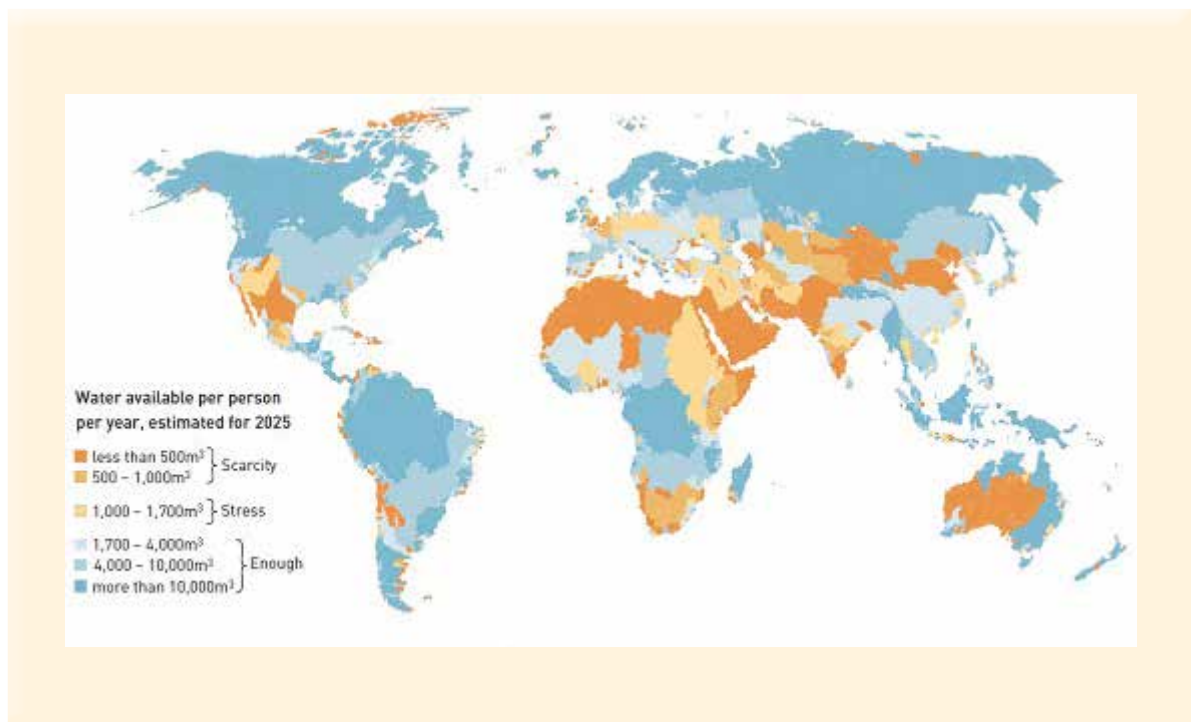 Water available per person
per year, estimated for 2025
less than 500m³
500 – 1,000m³
Scarcity
1,000 – 1,700m³
Stress
1,700 – 4,000m³
4,000 – 10,000m³
more than 10,000m³
Enough